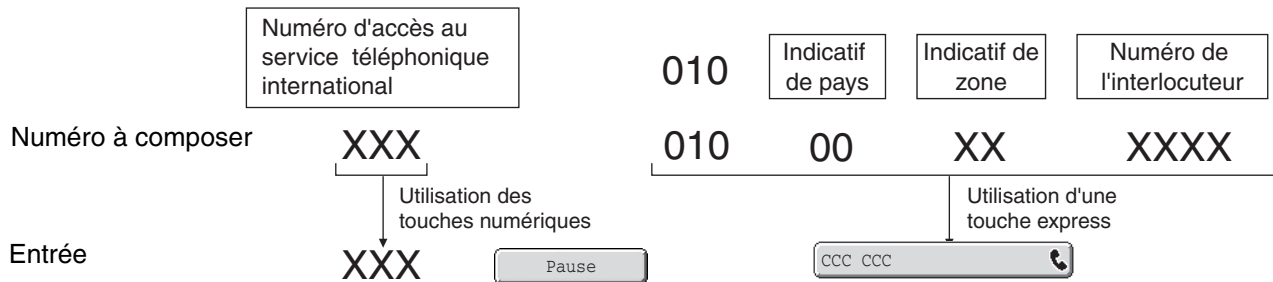 Numéro d'accès au
service téléphonique
international
010
Indicatif
de pays
Indicatif de
zone
Numéro de
l'interlocuteur
Numéro à composer
XXX
010
00
XX
XXXX
Utilisation des
touches numériques
Utilisation d'une
touche express
Entrée
XXX
Pause
CCC CCC